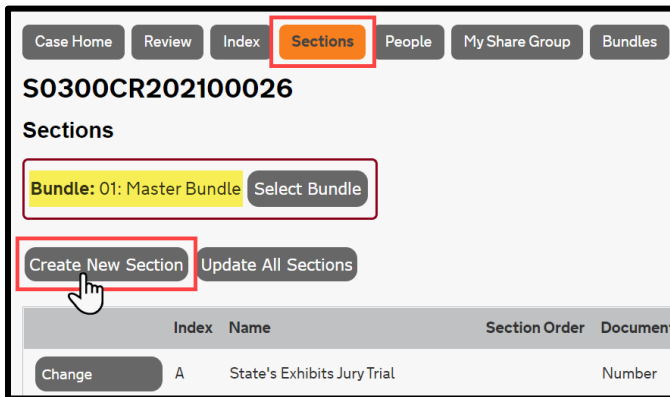 Case Home Review Index Sections People My Share Group Bundles
S0300CR202100026
Sections
Bundle: 01: Master Bundle Select Bundle
Create New Section Update All Sections
Index Name Section Order Documen
Change A State's Exhibits Jury Trial Number